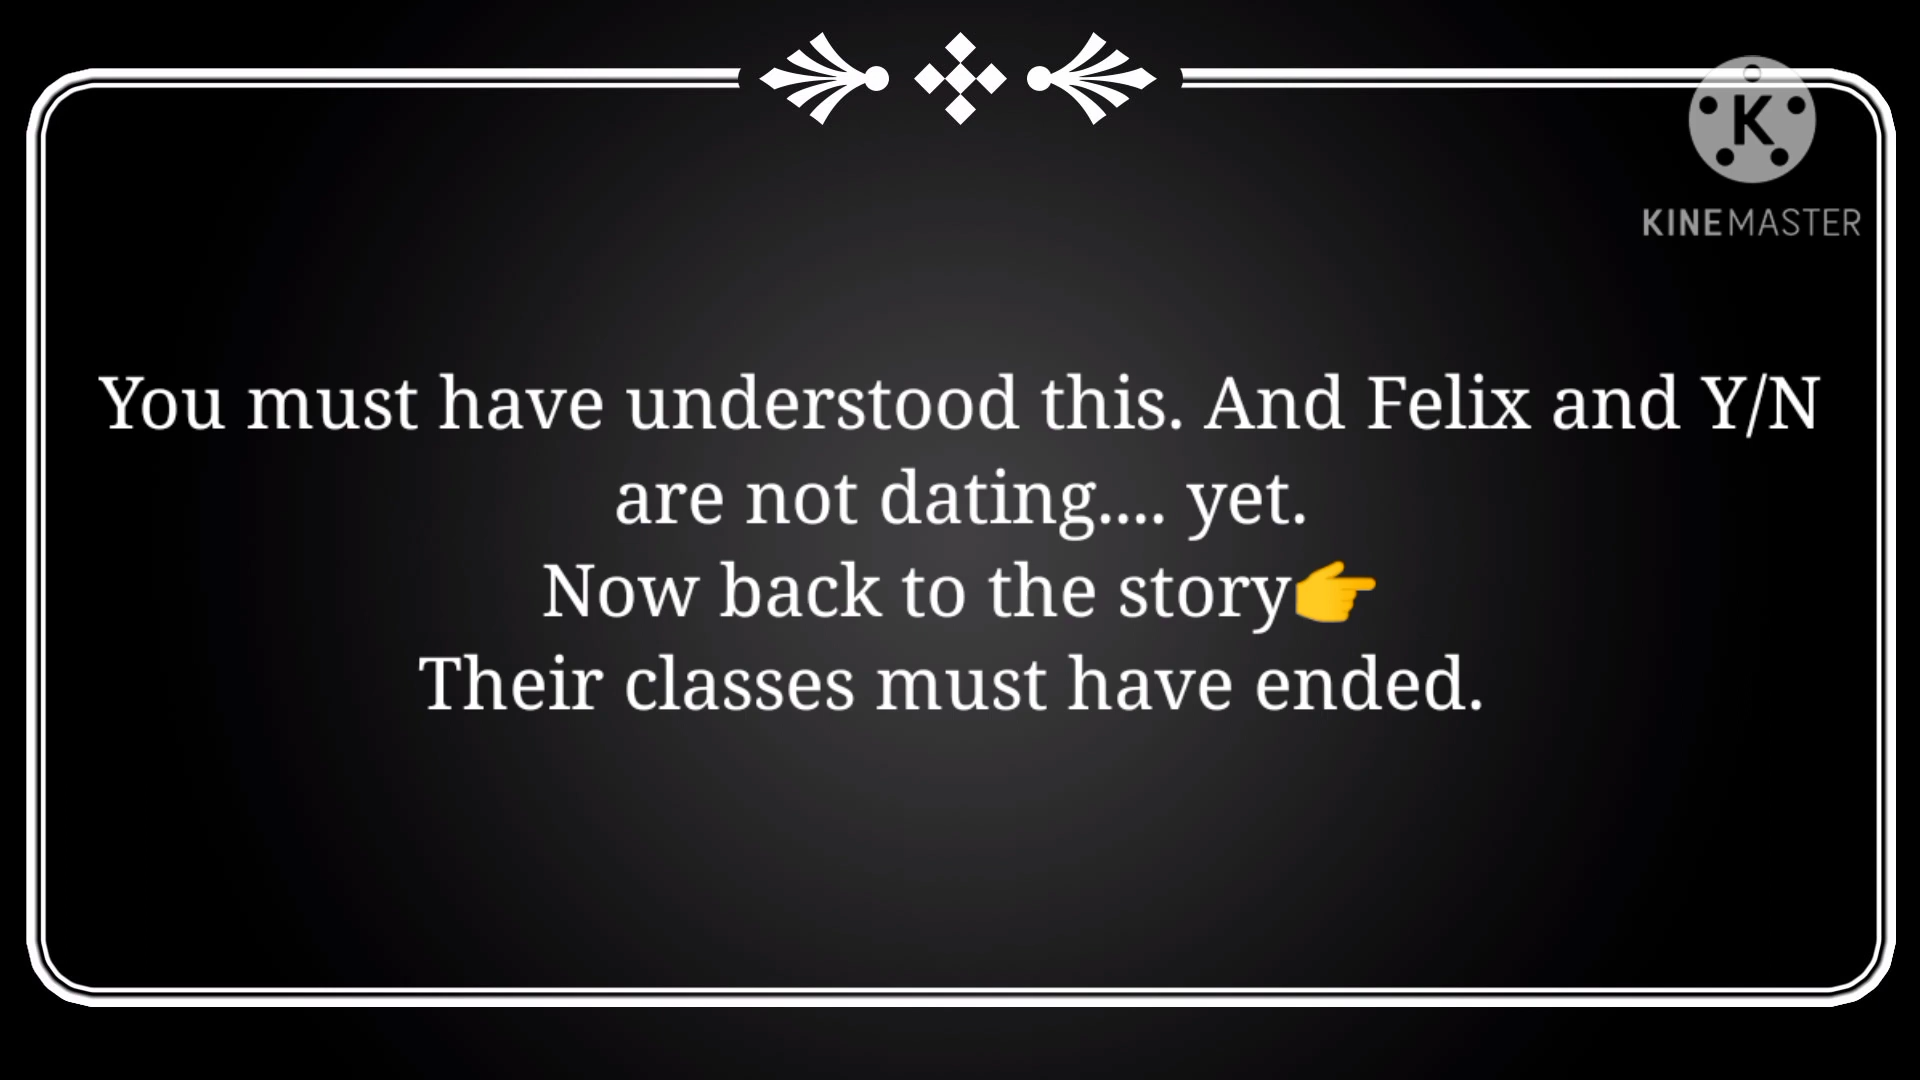 K
KINEMASTER
You must have understood this. And Felix and Y/N
are not dating.... yet.
Now back to the story👉
Their classes must have ended.